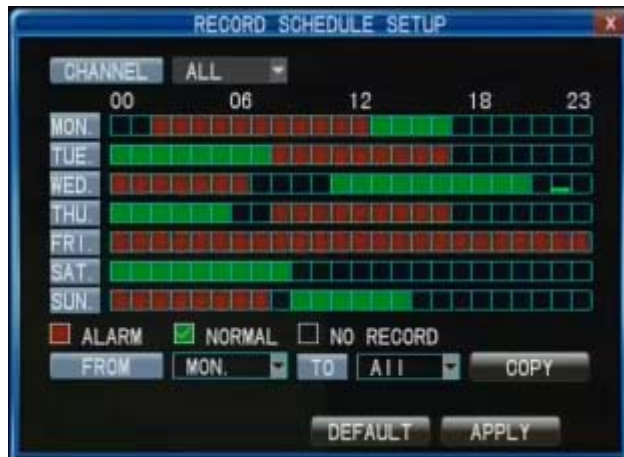 RECORD SCHEDULE SETUP X
CHANNEL ALL
00 06 12 18 23
MON.
TUE.
WED.
THU.
FRI.
SAT.
SUN.
ALARM NORMAL NO RECORD
FROM MON. TO All COPY
DEFAULT APPLY